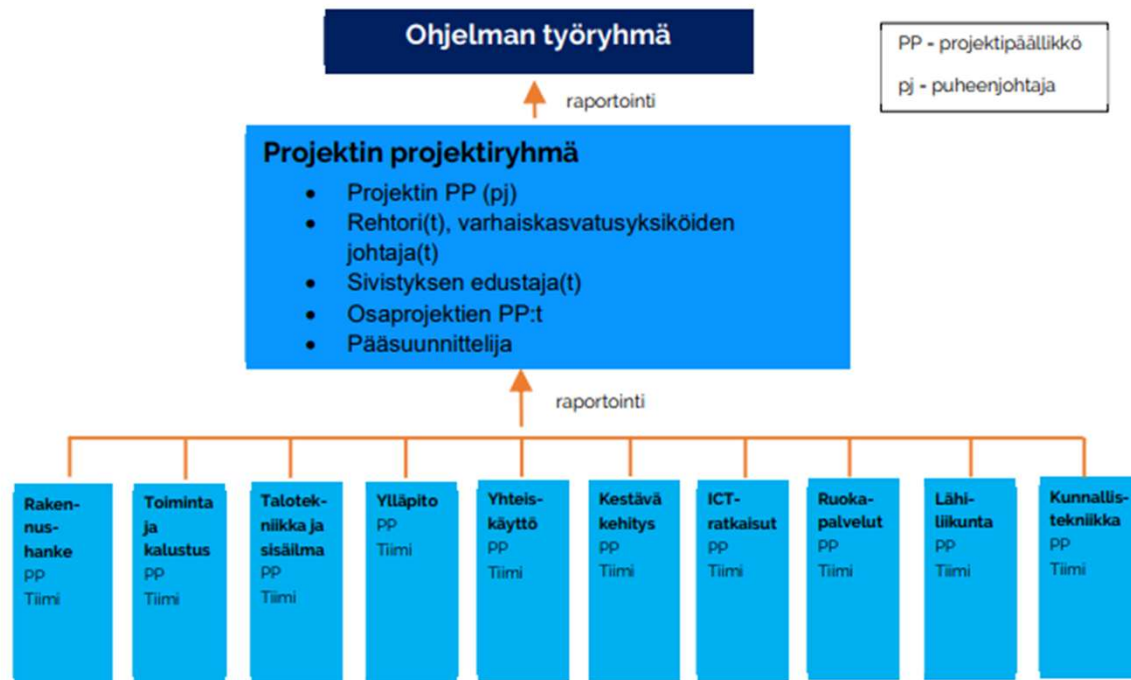 Ohjelman työryhmä
PP - projektipäällikkö
pj - puheenjohtaja
raportointi
Projektin projektiryhmä
• Projektin PP (pj)
• Rehtori(t), varhaiskasvatusyksiköiden
johtaja(t)
• Sivistyksen edustaja(t)
• Osaprojektien PP:t
• Pääsuunnittelija
raportointi
Raken-
nus-
hanke
PP
Tiimi
Toiminta
ja
kalustus
PP
Tiimi
Talotek-
niikka ja
sisäilma
PP
Tiimi
Ylläpito
PP
Tiimi
Yhteis-
käyttö
PP
Tiimi
Kestävä
kehitys
PP
Tiimi
ICT-
ratkaisut
PP
Tiimi
Ruoka-
palvelut
PP
Tiimi
Lähi-
liikunta
PP
Tiimi
Kunnallis-
tekniikka
PP
Tiimi